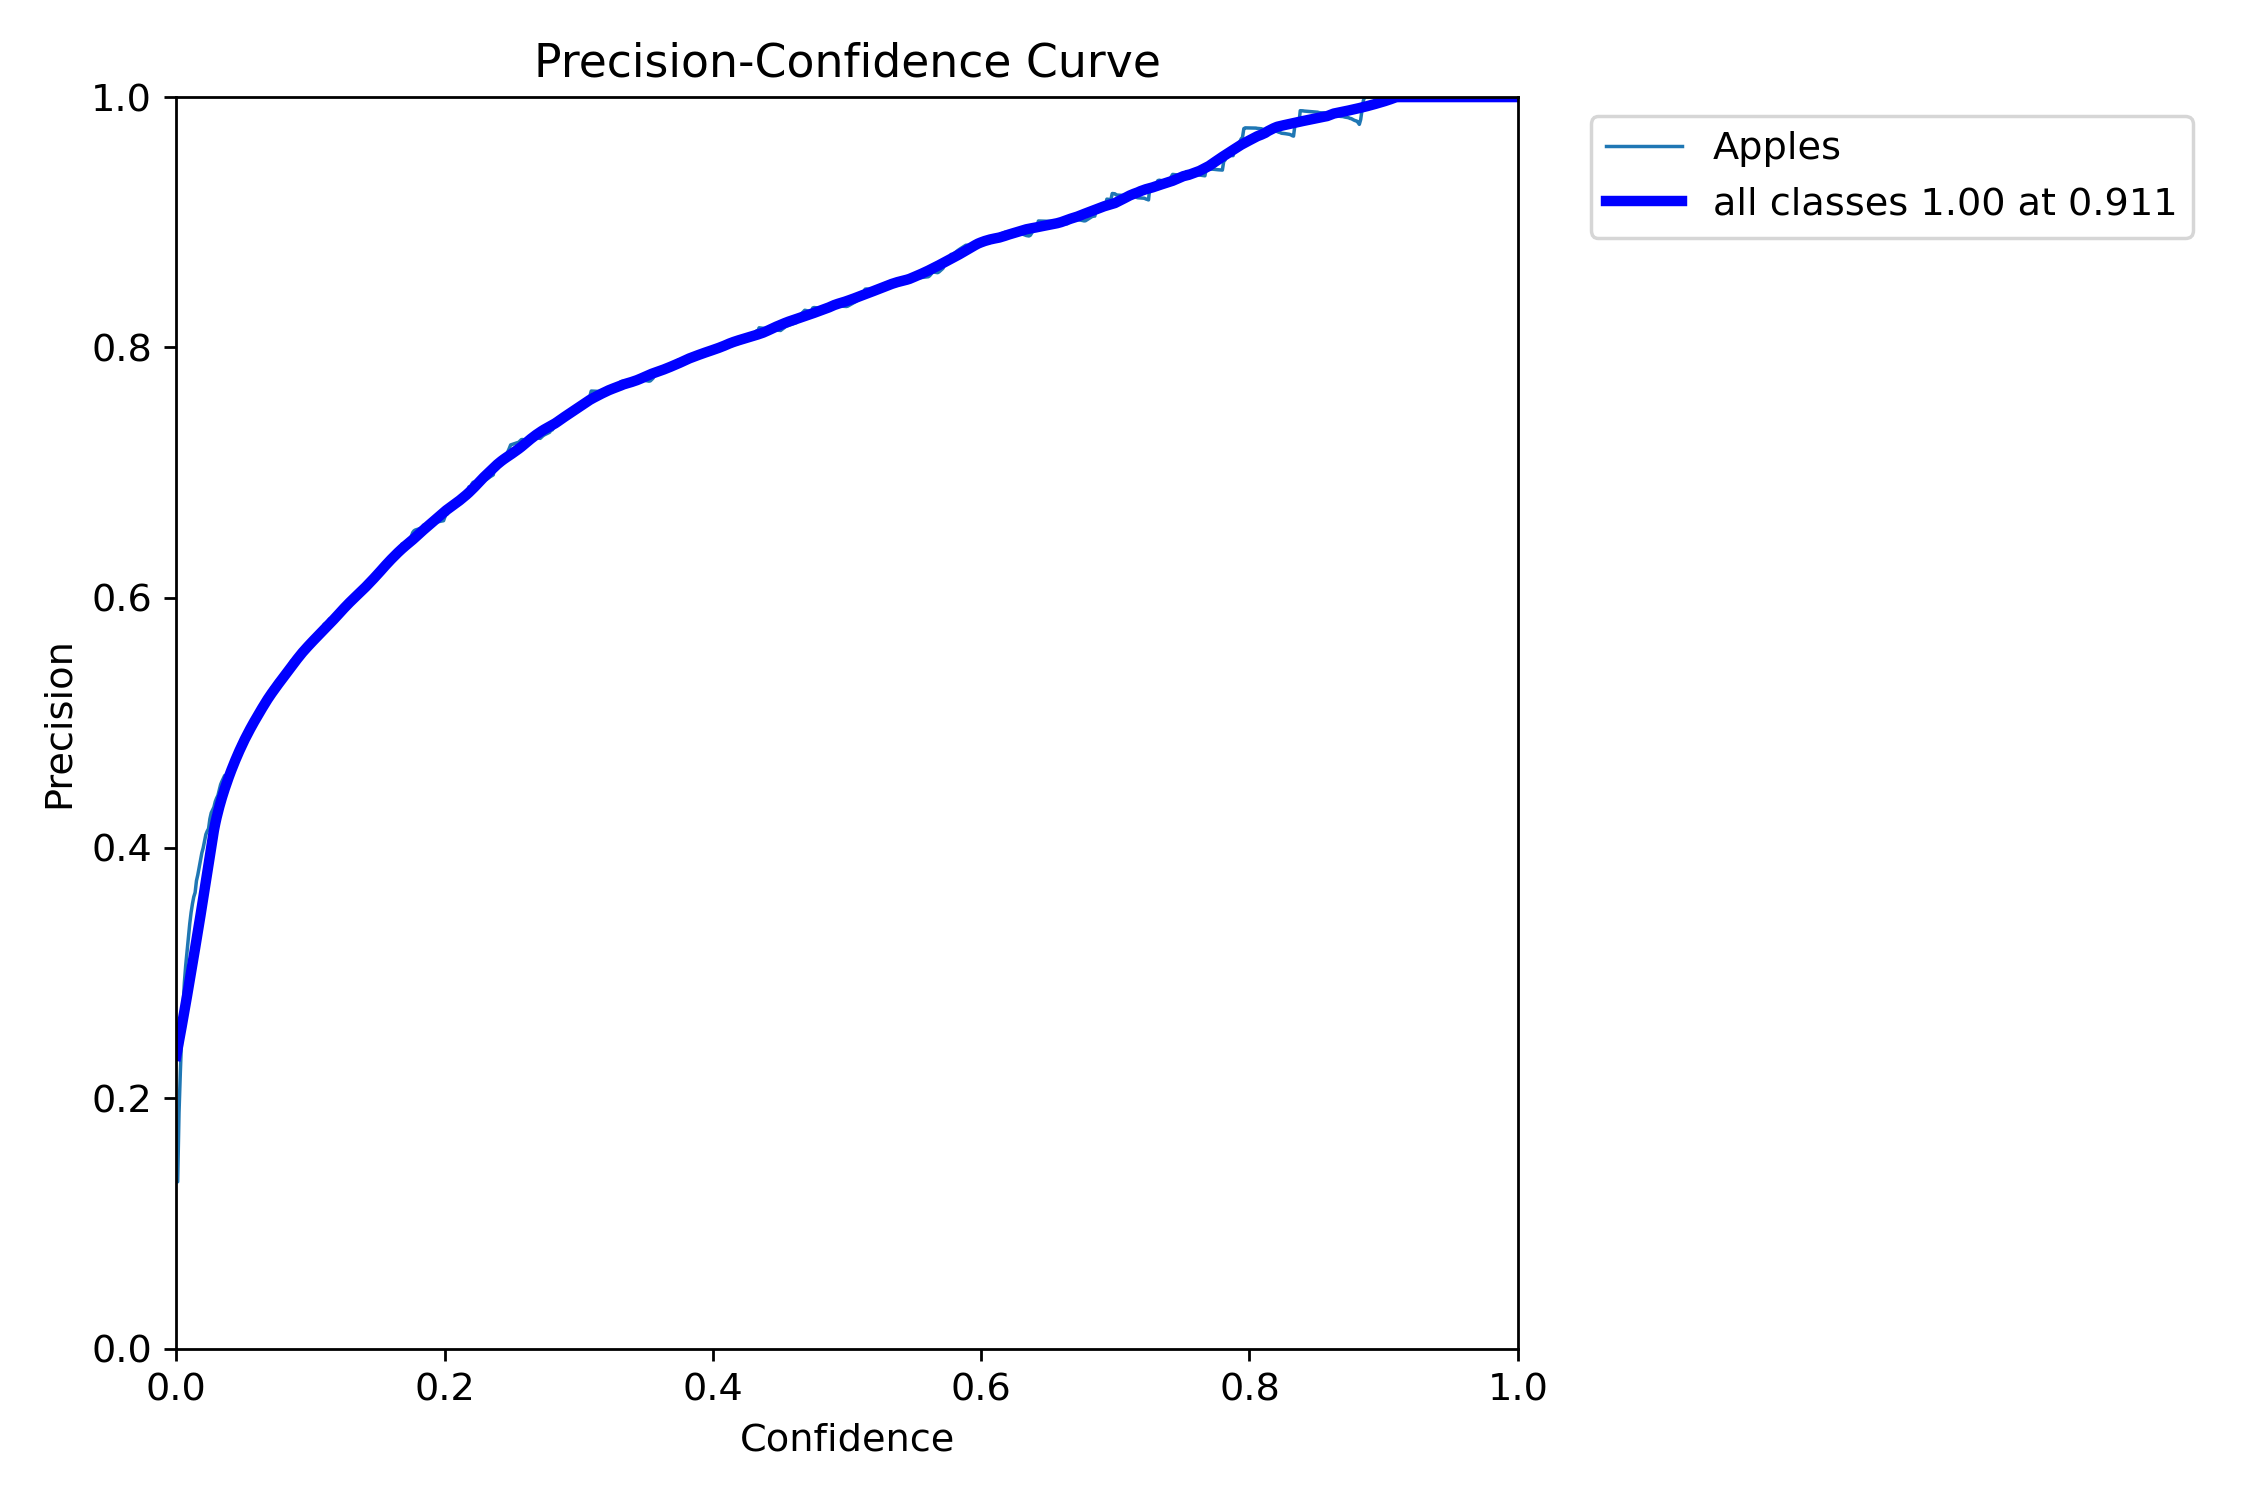 Precision-Confidence Curve
1.0
0.8
0.6
0.4
0.2
0.0
Precision
0.0 0.2 0.4 0.6 0.8 1.0
Confidence
Apples
all classes 1.00 at 0.911